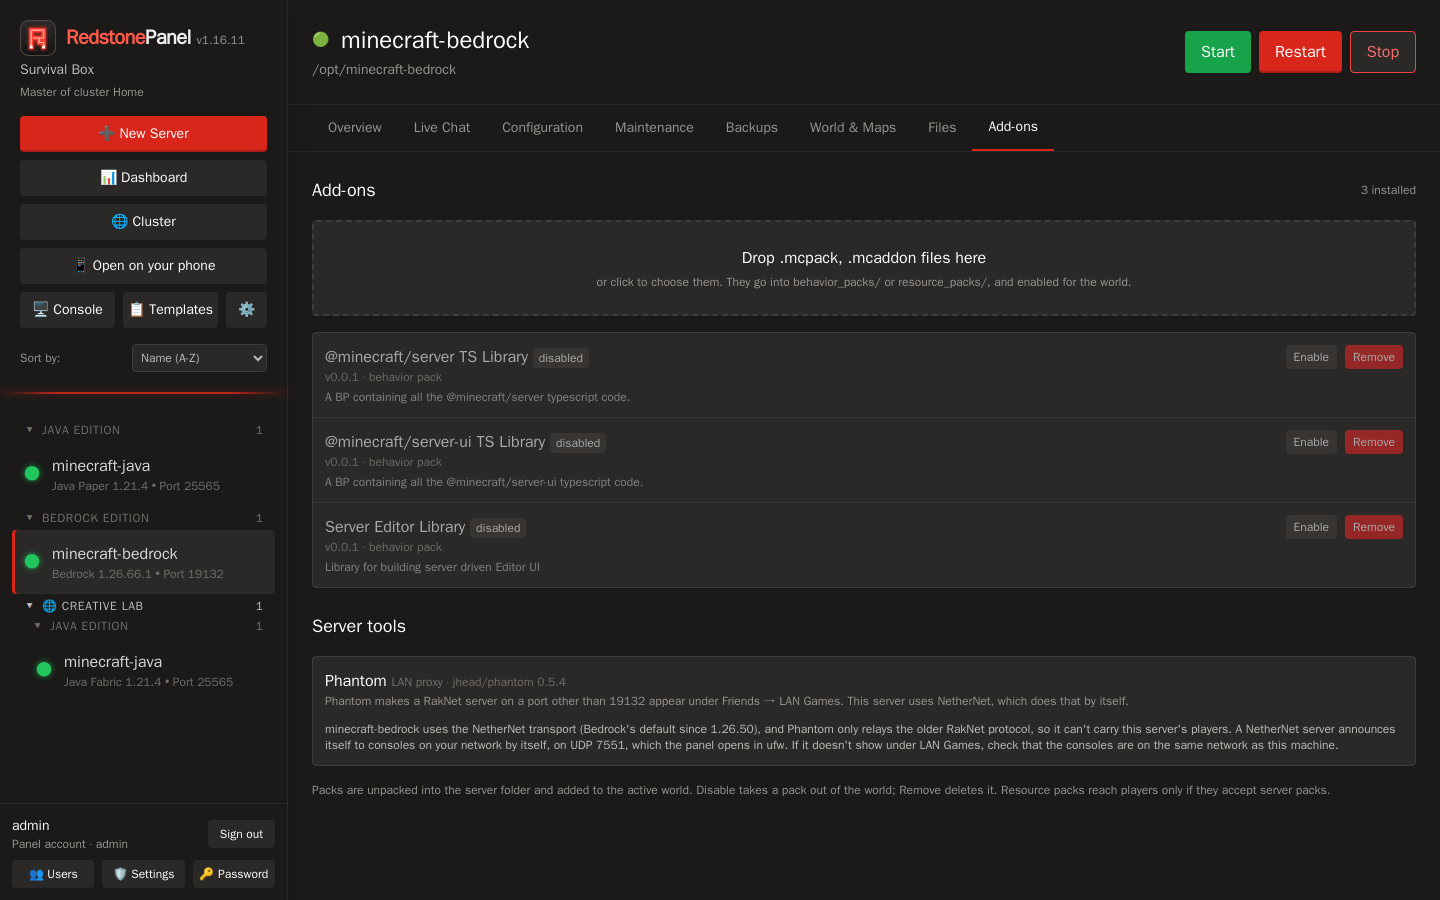 RedstonePanel v1.16.11
Survival Box
Master of cluster Home
New Server
Dashboard
Cluster
Open on your phone
Console
Templates
Sort by:
Name (A-Z)
JAVA EDITION 1
minecraft-java
Java Paper 1.21.4 • Port 25565
BEDROCK EDITION 1
minecraft-bedrock
Bedrock 1.26.66.1 • Port 19132
CREATIVE LAB 1
JAVA EDITION 1
minecraft-java
Java Fabric 1.21.4 • Port 25565
admin
Panel account · admin
Sign out
Users
Settings
Password
minecraft-bedrock
/opt/minecraft-bedrock
Start
Restart
Stop
Overview
Live Chat
Configuration
Maintenance
Backups
World & Maps
Files
Add-ons
Add-ons
3 installed
Drop .mcpack, .mcaddon files here
or click to choose them. They go into behavior_packs/ or resource_packs/, and enabled for the world.
@minecraft/server TS Library disabled
Enable
Remove
v0.0.1 · behavior pack
A BP containing all the @minecraft/server typescript code.
@minecraft/server-ui TS Library disabled
Enable
Remove
v0.0.1 · behavior pack
A BP containing all the @minecraft/server-ui typescript code.
Server Editor Library disabled
Enable
Remove
v0.0.1 · behavior pack
Library for building server driven Editor UI
Server tools
Phantom LAN proxy · jhead/phantom 0.5.4
Phantom makes a RakNet server on a port other than 19132 appear under Friends → LAN Games. This server uses NetherNet, which does that by itself.
minecraft-bedrock uses the NetherNet transport (Bedrock's default since 1.26.50), and Phantom only relays the older RakNet protocol, so it can't carry this server's players. A NetherNet server announces
itself to consoles on your network by itself, on UDP 7551, which the panel opens in ufw. If it doesn't show under LAN Games, check that the consoles are on the same network as this machine.
Packs are unpacked into the server folder and added to the active world. Disable takes a pack out of the world; Remove deletes it. Resource packs reach players only if they accept server packs.